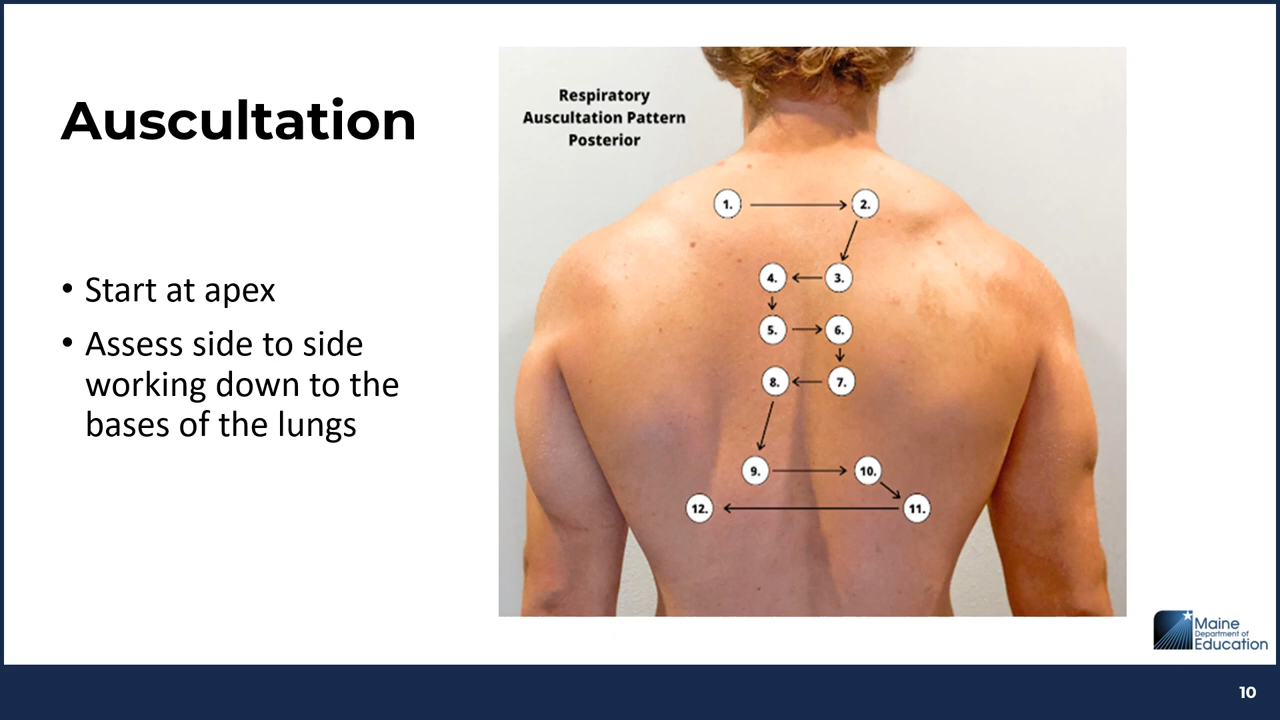 Auscultation
• Start at apex
• Assess side to side
working down to the
bases of the lungs
Respiratory
Auscultation Pattern
Posterior
1.
2.
3.
4.
5.
6.
7.
8.
9.
10.
11.
12.
Maine
Department of
Education
10